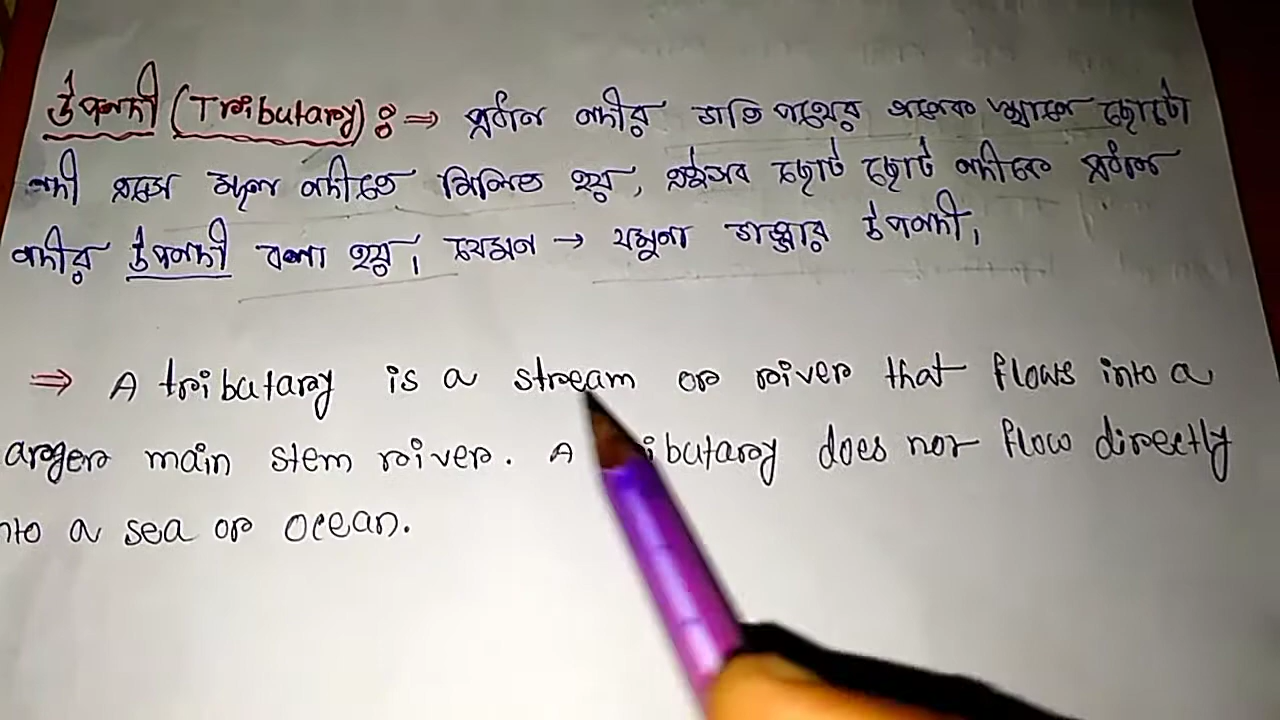 উপনদী (Tributary) : ⇒ প্রধান নদীর গতি পথের অনেক স্থানে ছোটো
নদী এসে মূল নদীতে মিলিত হয়, এইসব ছোট ছোট নদীকে প্রধান
নদীর উপনদী বলা হয়। যেমন → যমুনা গঙ্গার উপনদী।
⇒ A tributary is a stream or river that flows into a
arger main stem river. A ibutary does not flow directly
nto a sea or ocean.